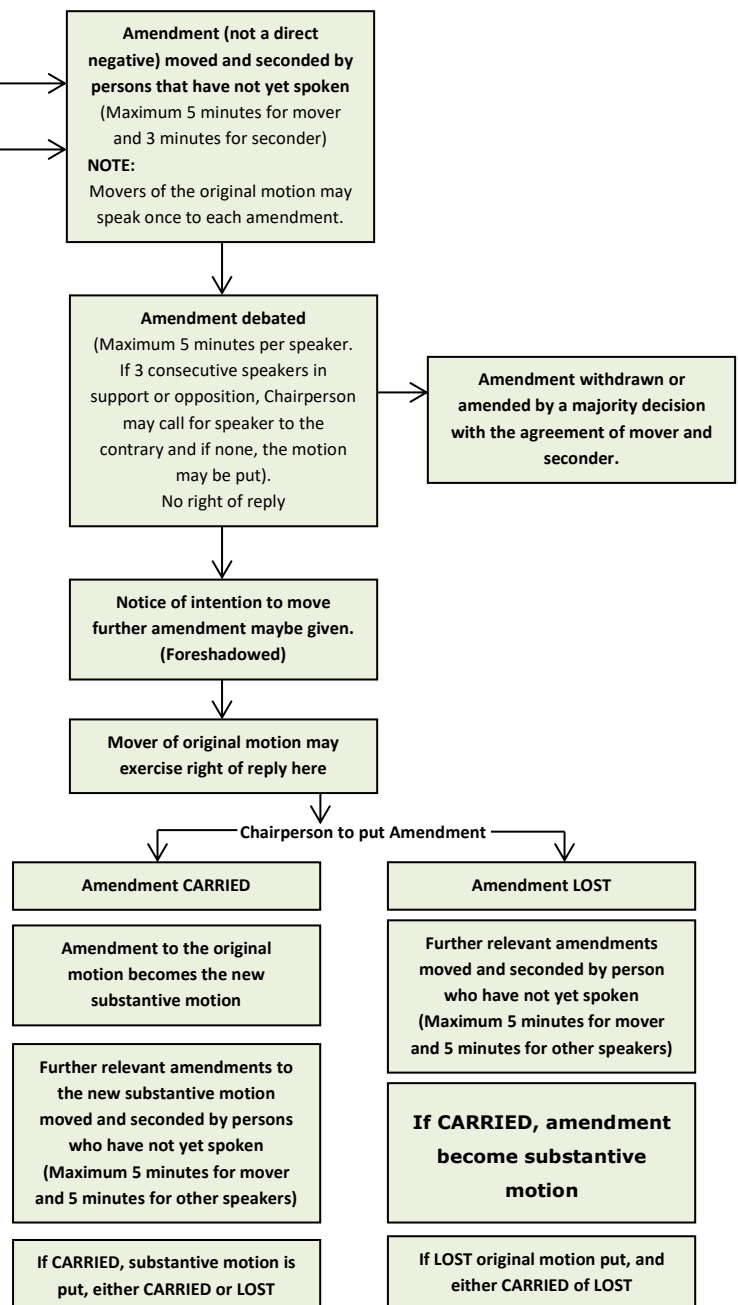 Amendment (not a direct
negative) moved and seconded by
persons that have not yet spoken
(Maximum 5 minutes for mover
and 3 minutes for seconder)
NOTE:
Movers of the original motion may
speak once to each amendment.
Amendment debated
(Maximum 5 minutes per speaker.
If 3 consecutive speakers in
support or opposition, Chairperson
may call for speaker to the
contrary and if none, the motion
may be put).
No right of reply
Amendment withdrawn or
amended by a majority decision
with the agreement of mover and
seconder.
Notice of intention to move
further amendment maybe given.
(Foreshadowed)
Mover of original motion may
exercise right of reply here
Chairperson to put Amendment
Amendment CARRIED
Amendment to the original
motion becomes the new
substantive motion
Further relevant amendments to
the new substantive motion
moved and seconded by persons
who have not yet spoken
(Maximum 5 minutes for mover
and 5 minutes for other speakers)
If CARRIED, substantive motion is
put, either CARRIED or LOST
Amendment LOST
Further relevant amendments
moved and seconded by person
who have not yet spoken
(Maximum 5 minutes for mover
and 5 minutes for other speakers)
If CARRIED, amendment
become substantive
motion
If LOST original motion put, and
either CARRIED of LOST